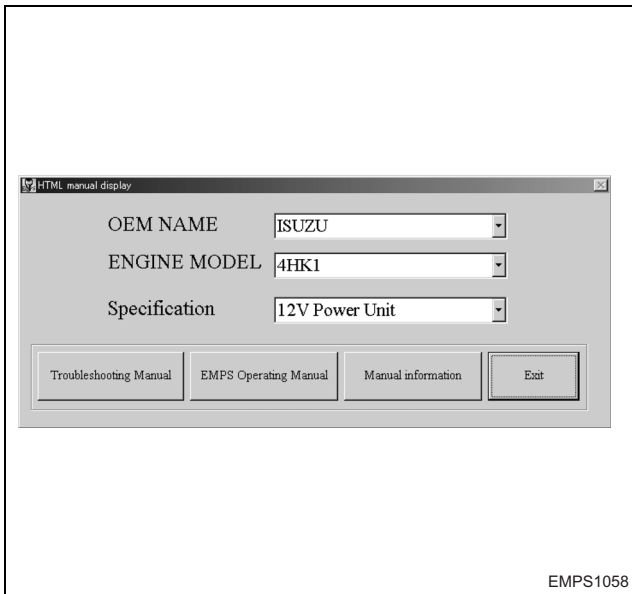 HTML manual display
OEM NAME ISUZU
ENGINE MODEL 4HK1
Specification 12V Power Unit
Troubleshooting Manual EMPS Operating Manual Manual information Exit
EMPS1058